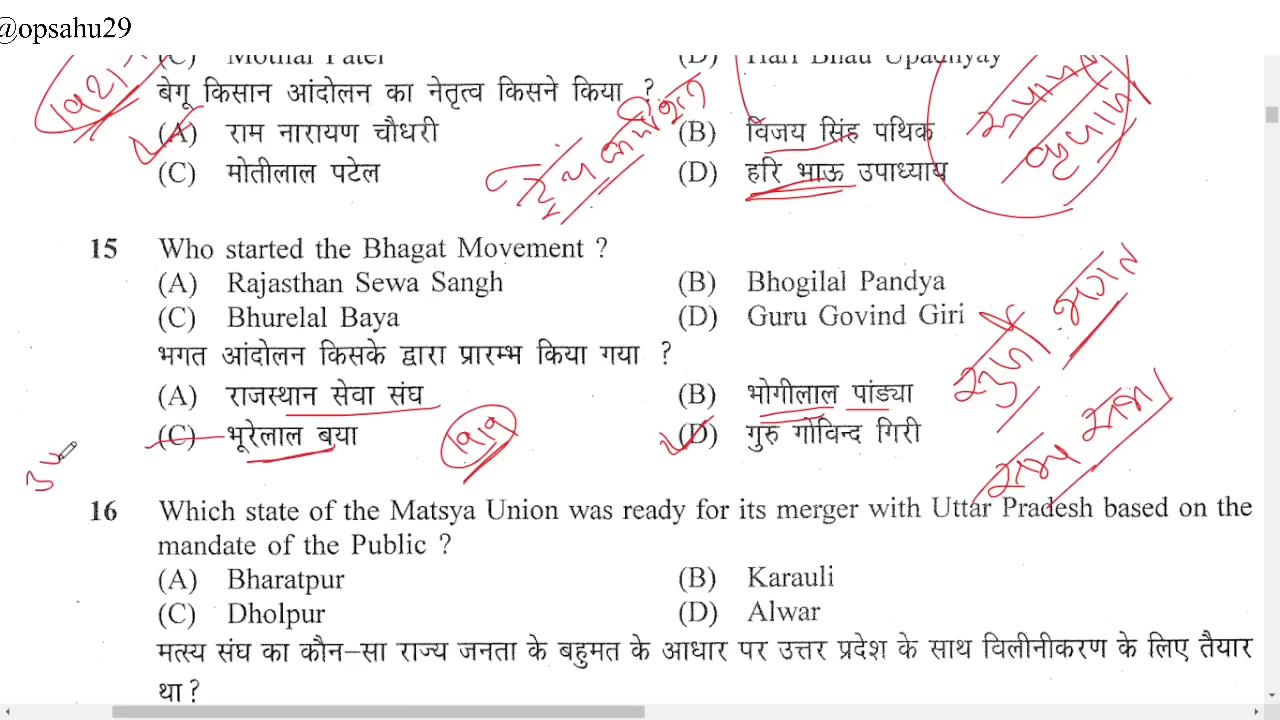 @opsahu29
(C) Motilal Patel (D) Hari Bhau Upadhyay
१९२१
बेगू किसान आंदोलन का नेतृत्व किसने किया ?
(A) राम नारायण चौधरी (B) विजय सिंह पथिक
(C) मोतीलाल पटेल (D) हरि भाऊ उपाध्याय
रूपाजी
कृपाजी
15 Who started the Bhagat Movement ?
(A) Rajasthan Sewa Sangh (B) Bhogilal Pandya
(C) Bhurelal Baya (D) Guru Govind Giri
भगत आंदोलन किसके द्वारा प्रारम्भ किया गया ?
(A) राजस्थान सेवा संघ (B) भोगीलाल पांड्या
(C) भूरेलाल बया (D) गुरु गोविन्द गिरी
भगत
16 Which state of the Matsya Union was ready for its merger with Uttar Pradesh based on the
mandate of the Public ?
(A) Bharatpur (B) Karauli
(C) Dholpur (D) Alwar
मत्स्य संघ का कौन-सा राज्य जनता के बहुमत के आधार पर उत्तर प्रदेश के साथ विलीनीकरण के लिए तैयार
था ?